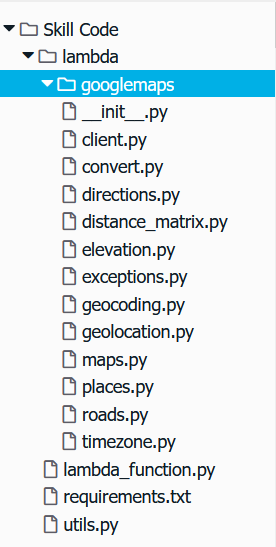 Skill Code
lambda
googlemaps
__init__.py
client.py
convert.py
directions.py
distance_matrix.py
elevation.py
exceptions.py
geocoding.py
geolocation.py
maps.py
places.py
roads.py
timezone.py
lambda_function.py
requirements.txt
utils.py